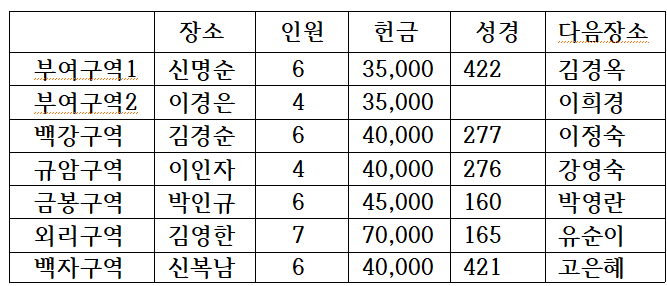 장소 인원 헌금 성경 다음장소
부여구역1 신명순 6 35,000 422 김경옥
부여구역2 이경은 4 35,000 이희경
백강구역 김경순 6 40,000 277 이정숙
규암구역 이인자 4 40,000 276 강영숙
금봉구역 박인규 6 45,000 160 박영란
외리구역 김영한 7 70,000 165 유순이
백자구역 신복남 6 40,000 421 고은혜